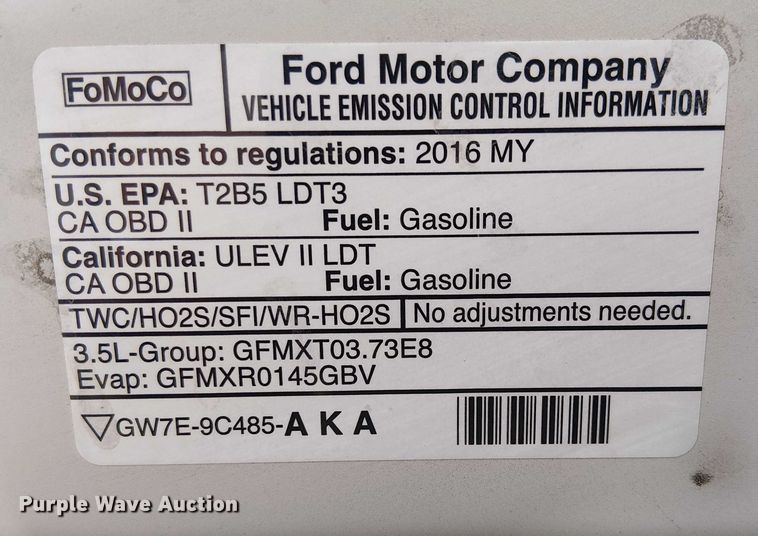 FoMoCo
Ford Motor Company
VEHICLE EMISSION CONTROL INFORMATION
Conforms to regulations: 2016 MY
U.S. EPA: T2B5 LDT3
CA OBD II Fuel: Gasoline
California: ULEV II LDT
CA OBD II Fuel: Gasoline
TWC/HO2S/SFI/WR-HO2S No adjustments needed.
3.5L-Group: GFMXT03.73E8
Evap: GFMXR0145GBV
GW7E-9C485-AKA
Purple Wave Auction